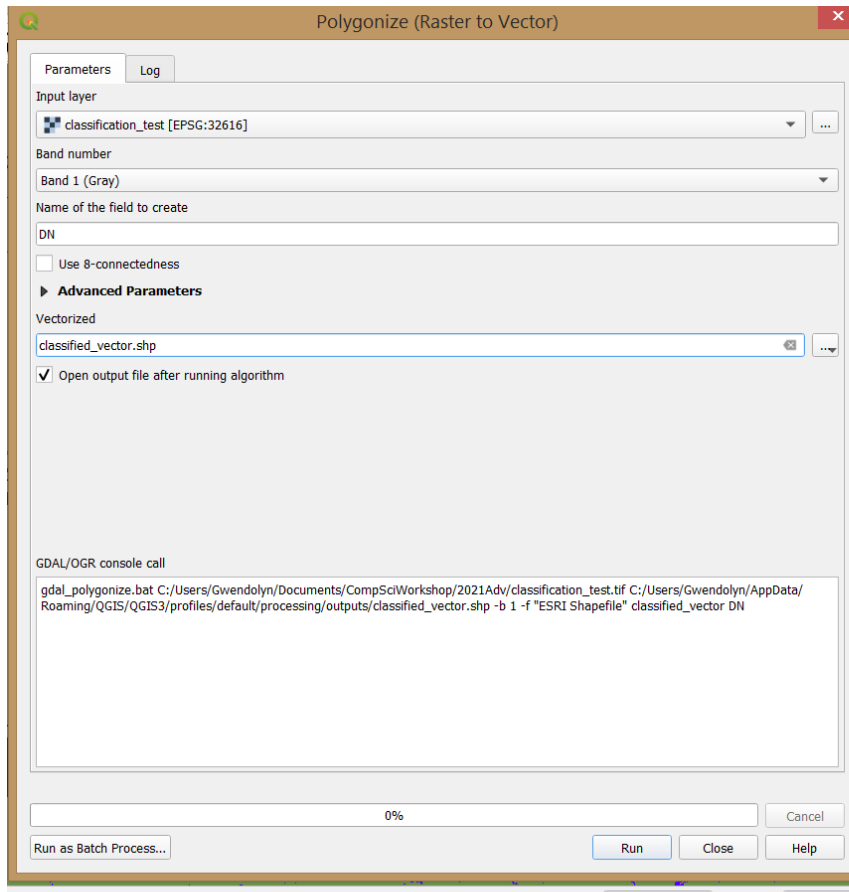 Polygonize (Raster to Vector)
Parameters
Log
Input layer
classification_test [EPSG:32616]
...
Band number
Band 1 (Gray)
Name of the field to create
DN
Use 8-connectedness
Advanced Parameters
Vectorized
classified_vector.shp
...
Open output file after running algorithm
GDAL/OGR console call
gdal_polygonize.bat C:/Users/Gwendolyn/Documents/CompSciWorkshop/2021Adv/classification_test.tif C:/Users/Gwendolyn/AppData/
Roaming/QGIS/QGIS3/profiles/default/processing/outputs/classified_vector.shp -b 1 -f "ESRI Shapefile" classified_vector DN
0%
Cancel
Run as Batch Process...
Run
Close
Help